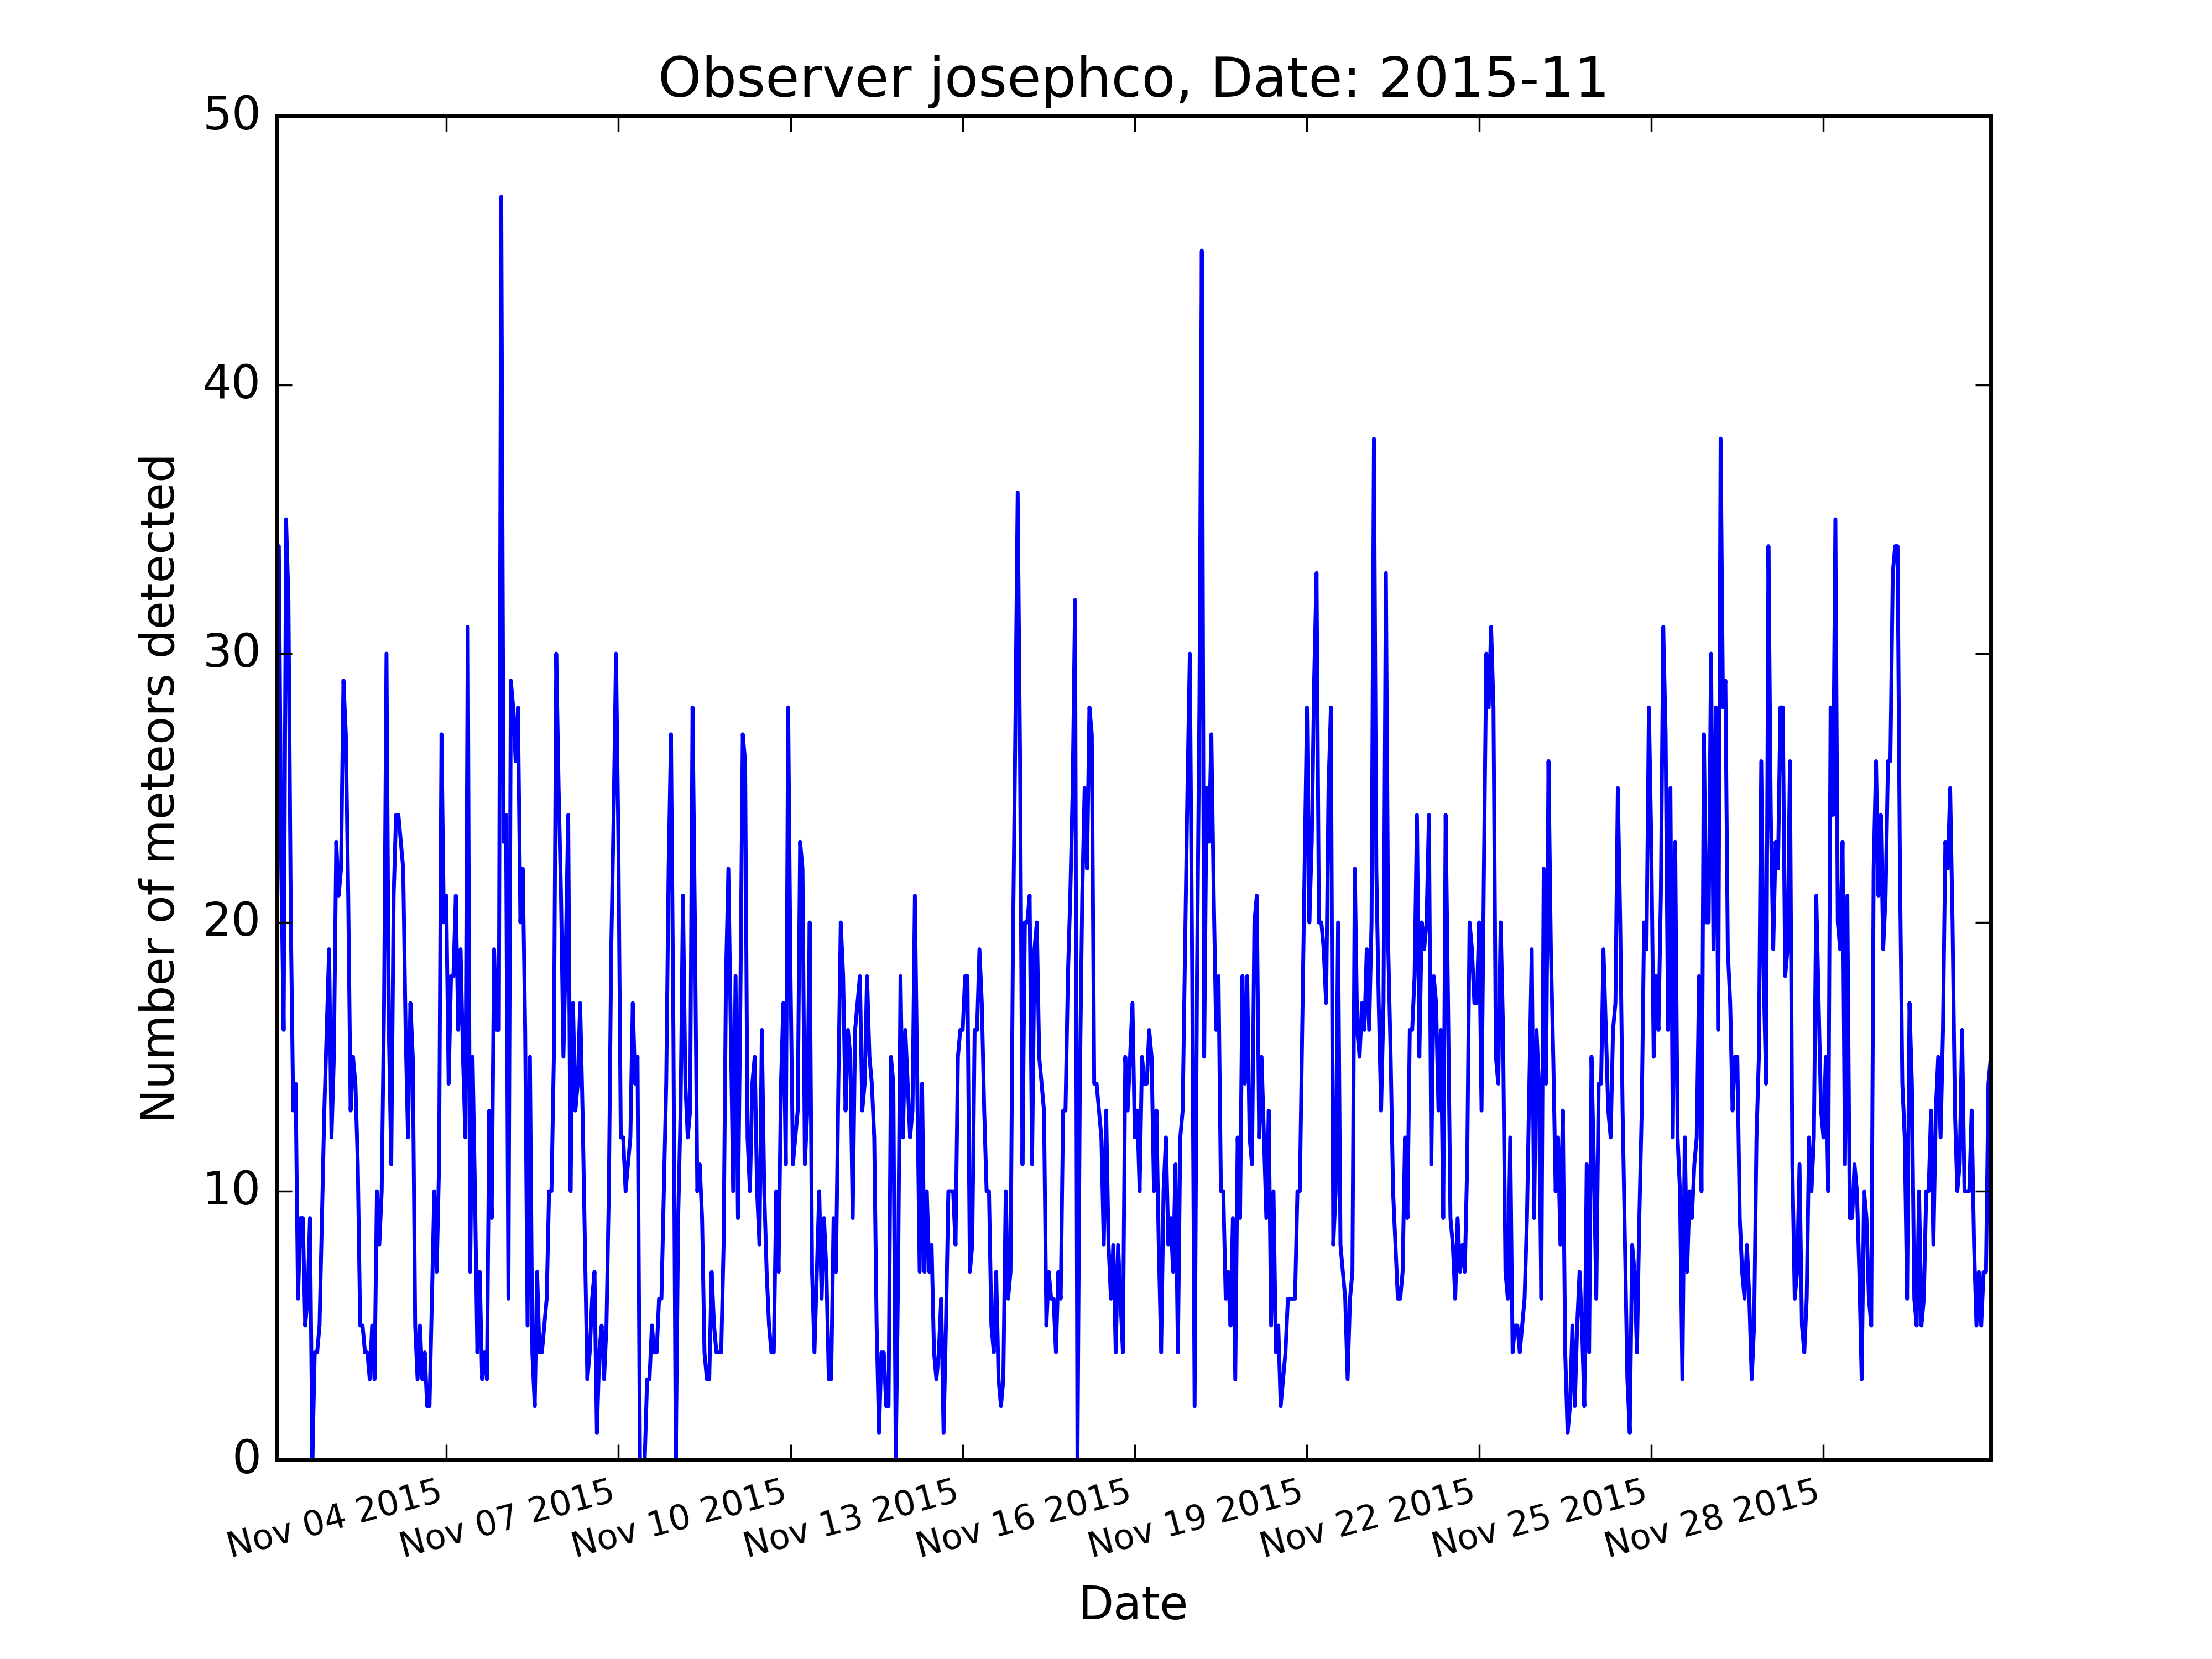 Observer josephco, Date: 2015-11
50
40
30
20
10
0
Number of meteors detected
Nov 04 2015
Nov 07 2015
Nov 10 2015
Nov 13 2015
Nov 16 2015
Nov 19 2015
Nov 22 2015
Nov 25 2015
Nov 28 2015
Date